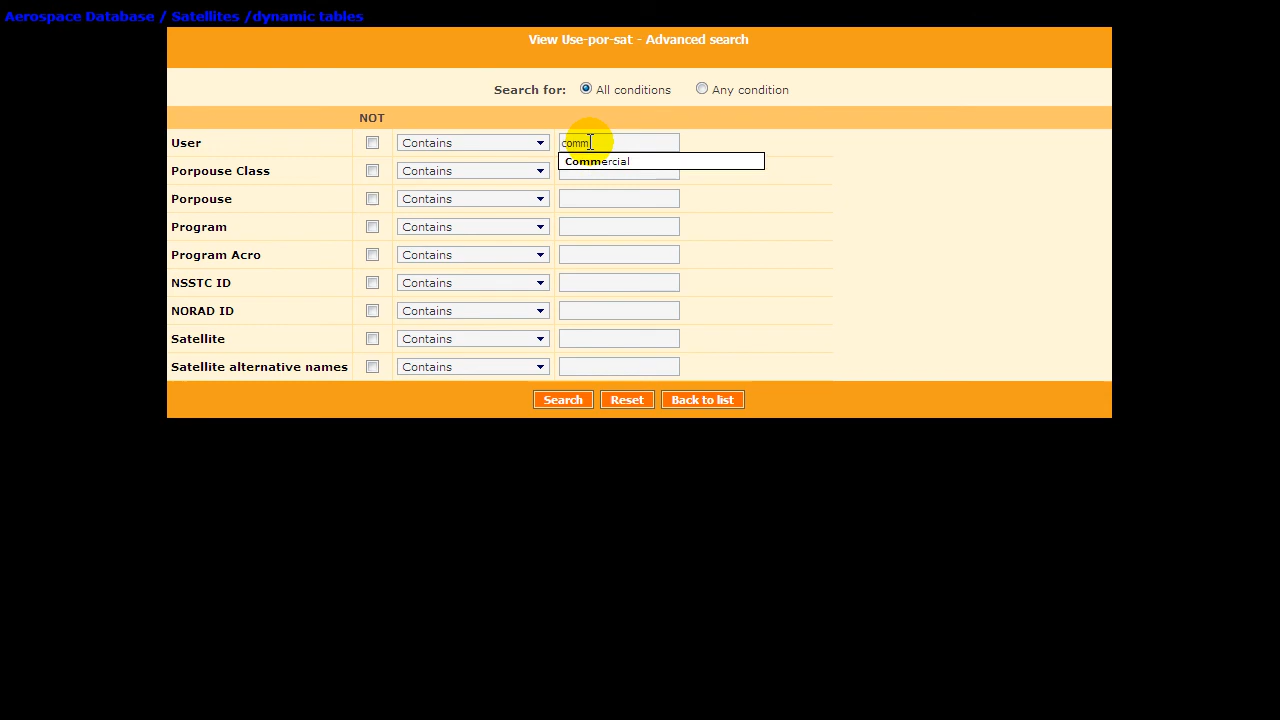 Aerospace Database / Satellites /dynamic tables
View Use-por-sat - Advanced search
Search for: All conditions Any condition
NOT
User Contains comm
Commercial
Porpouse Class Contains
Porpouse Contains
Program Contains
Program Acro Contains
NSSTC ID Contains
NORAD ID Contains
Satellite Contains
Satellite alternative names Contains
Search Reset Back to list